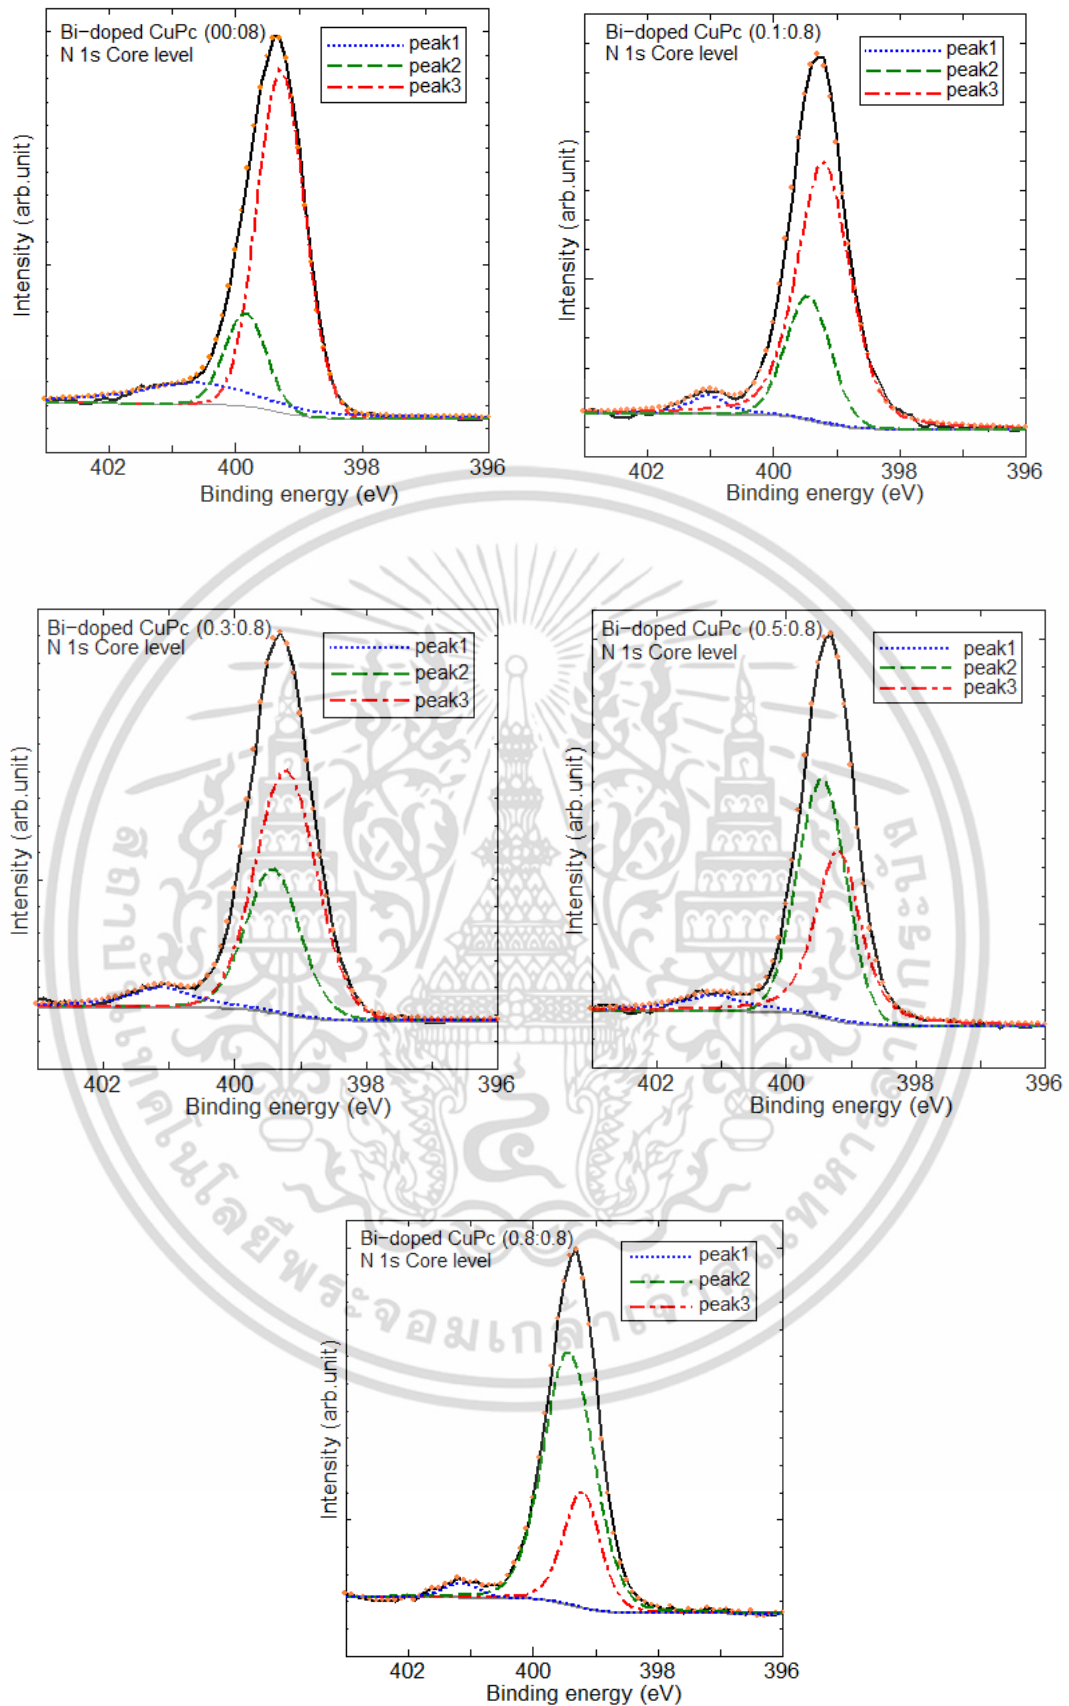 Bi-doped CuPc (00:08)
N 1s Core level
peak1
peak2
peak3
Intensity (arb.unit)
402 400 398 396
Binding energy (eV)
Bi-doped CuPc (0.1:0.8)
N 1s Core level
peak1
peak2
peak3
Intensity (arb.unit)
402 400 398 396
Binding energy (eV)
Bi-doped CuPc (0.3:0.8)
N 1s Core level
peak1
peak2
peak3
Intensity (arb.unit)
402 400 398 396
Binding energy (eV)
Bi-doped CuPc (0.5:0.8)
N 1s Core level
peak1
peak2
peak3
Intensity (arb.unit)
402 400 398 396
Binding energy (eV)
Bi-doped CuPc (0.8:0.8)
N 1s Core level
peak1
peak2
peak3
Intensity (arb.unit)
402 400 398 396
Binding energy (eV)